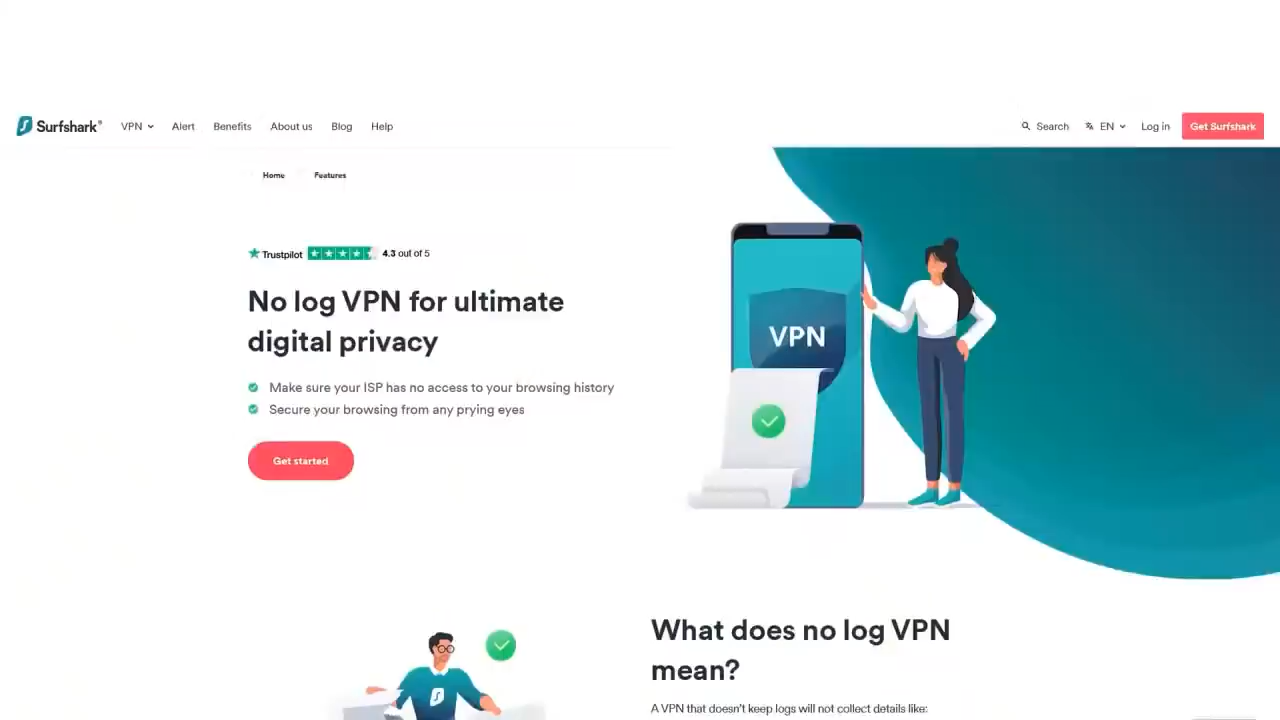 Surfshark® VPN Alert Benefits About us Blog Help Search EN Log in Get Surfshark
Home Features
Trustpilot 4.3 out of 5
No log VPN for ultimate
digital privacy
Make sure your ISP has no access to your browsing history
Secure your browsing from any prying eyes
Get started
VPN
What does no log VPN
mean?
A VPN that doesn't keep logs will not collect details like: